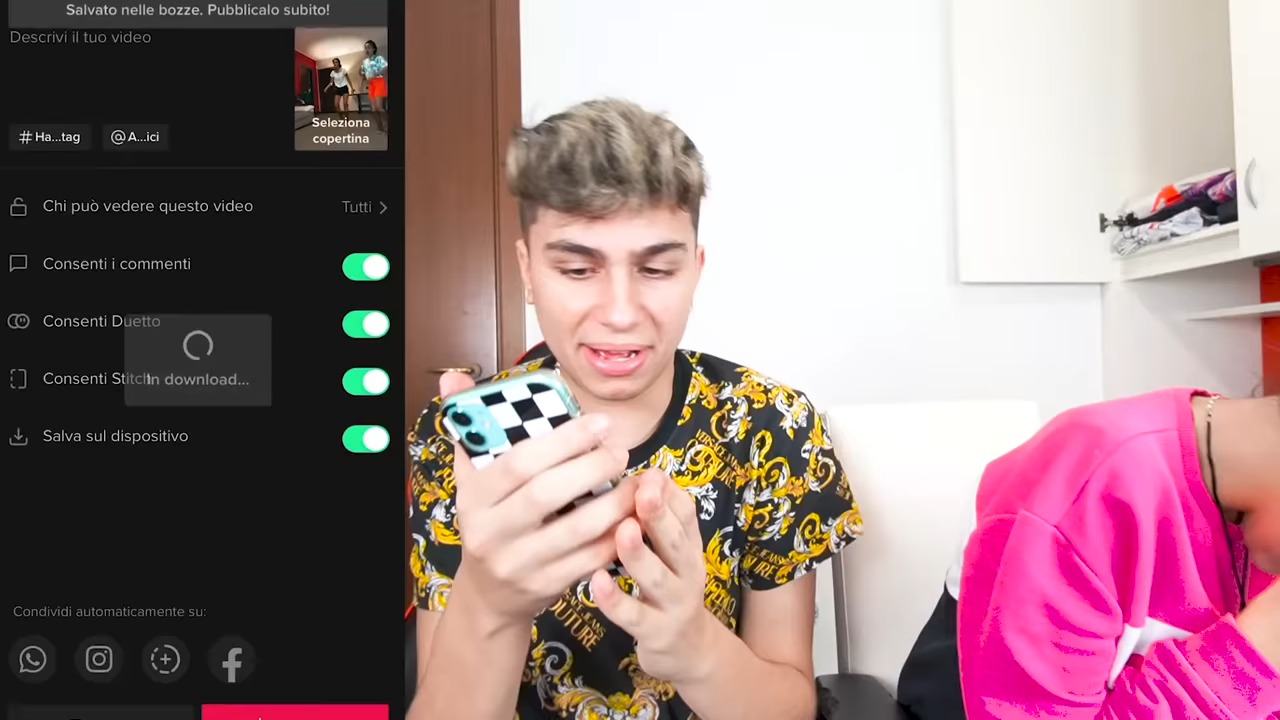 Salvato nelle bozze. Pubblicalo subito!
Descrivi il tuo video
Seleziona
copertina
#Ha...tag
@A...ici
Chi può vedere questo video
Tutti
Consenti i commenti
Consenti Duetto
Consenti Stitch
In download...
Salva sul dispositivo
Condividi automaticamente su:
COUTURE